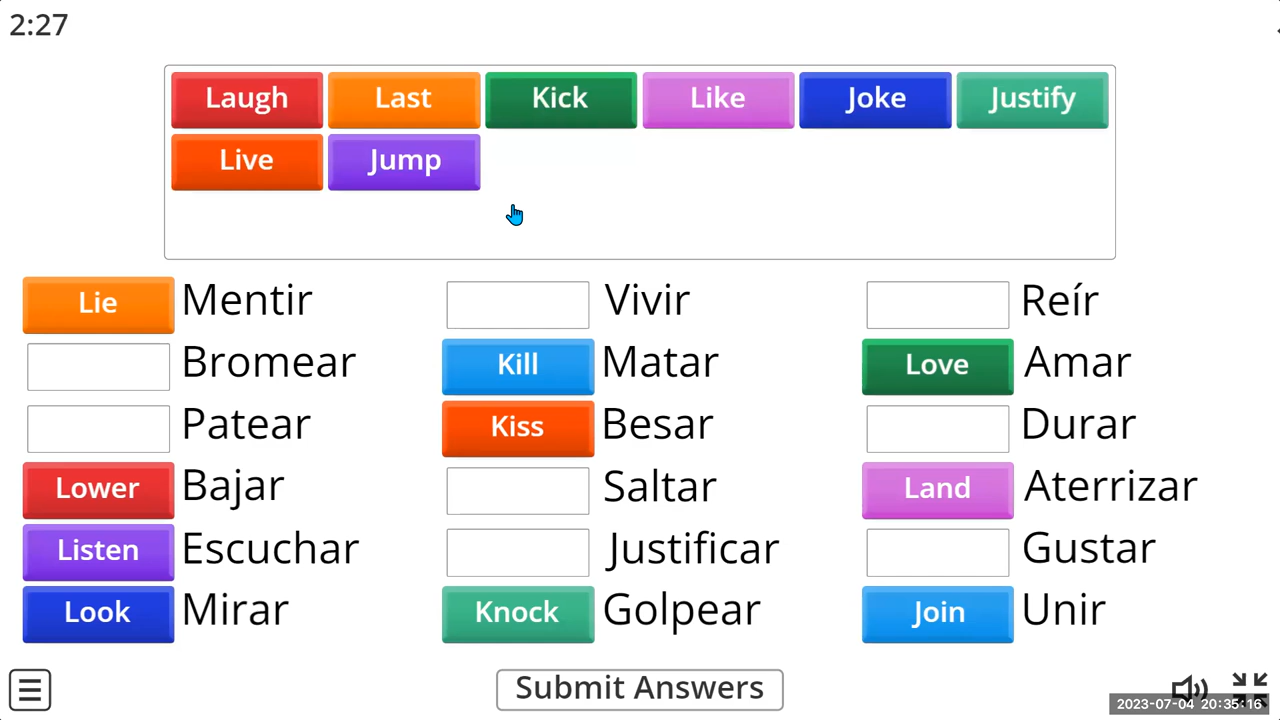 2:27
Laugh Last Kick Like Joke Justify
Live Jump
Lie Mentir Vivir Reír
Bromear Kill Matar Love Amar
Patear Kiss Besar Durar
Lower Bajar Saltar Land Aterrizar
Listen Escuchar Justificar Gustar
Look Mirar Knock Golpear Join Unir
Submit Answers
2023-07-04 20:35:16